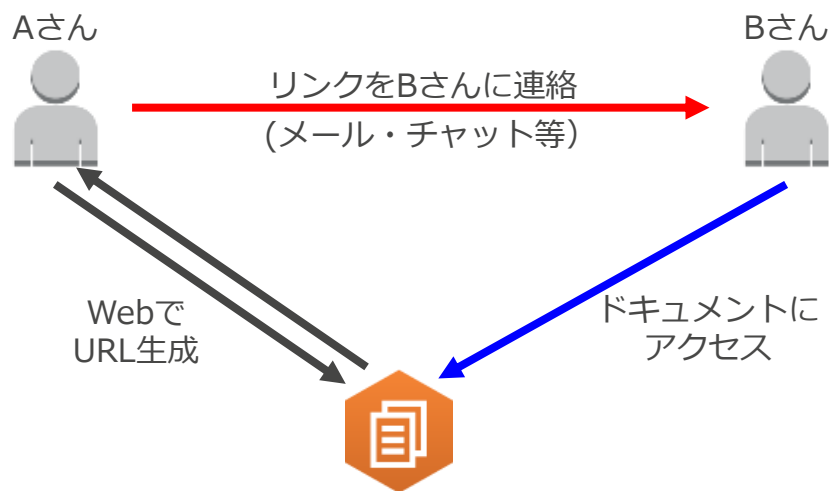 Aさん
Bさん
リンクをBさんに連絡
(メール・チャット等）
Webで
URL生成
ドキュメントに
アクセス